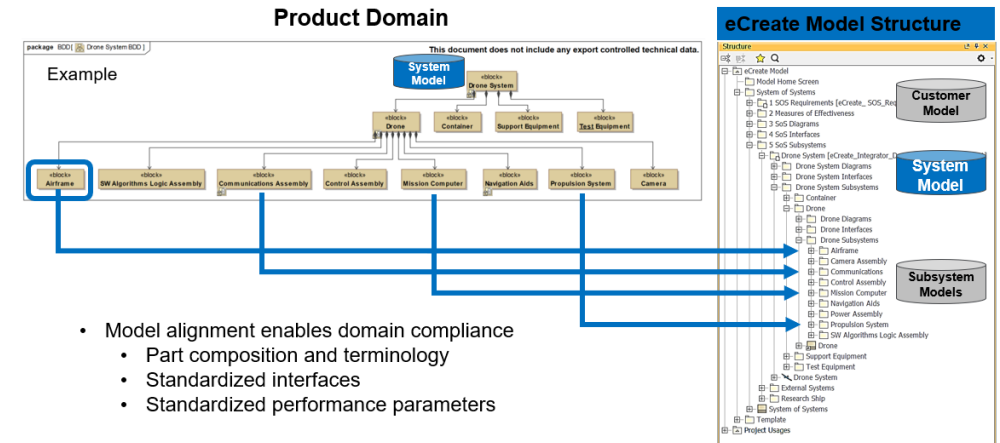 Product Domain
eCreate Model Structure
package BDD[ Drone System BDD ]
This document does not include any export controlled technical data.
Example
System
Model
«block»
Drone System
«block»
Drone
«block»
Container
«block»
Support Equipment
«block»
Test Equipment
«block»
Airframe
«block»
SW Algorithms Logic Assembly
«block»
Communications Assembly
«block»
Control Assembly
«block»
Mission Computer
«block»
Navigation Aids
«block»
Propulsion System
«block»
Camera
• Model alignment enables domain compliance
• Part composition and terminology
• Standardized interfaces
• Standardized performance parameters
Structure
eCreate Model
Model Home Screen
System of Systems
1 SOS Requirements [eCreate_ SOS_Req
2 Measures of Effectiveness
3 SoS Diagrams
4 SoS Interfaces
5 SoS Subsystems
Drone System [eCreate_Integrator_D
Drone System Diagrams
Drone System Interfaces
Drone System Subsystems
Container
Drone
Drone Diagrams
Drone Interfaces
Drone Subsystems
Airframe
Camera Assembly
Communications
Control Assembly
Mission Computer
Navigation Aids
Power Assembly
Propulsion System
SW Algorithms Logic Assembly
Drone
Support Equipment
Test Equipment
Drone System
External Systems
Research Ship
System of Systems
Template
Project Usages
Customer
Model
System
Model
Subsystem
Models